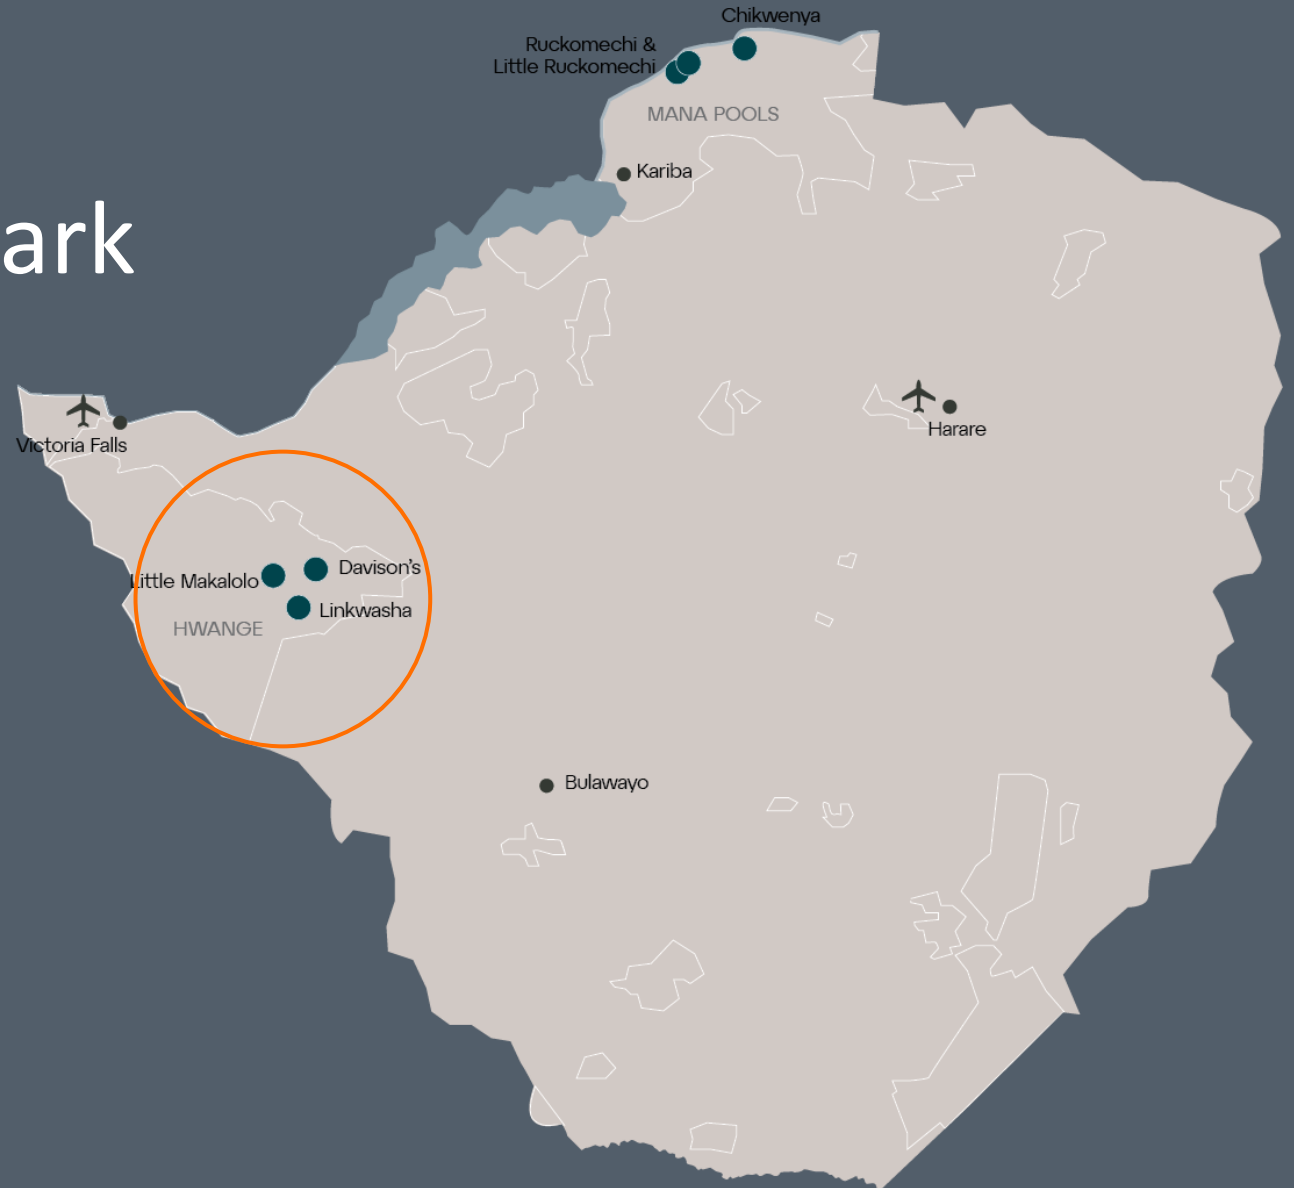 Chikwenya
Ruckomechi &
Little Ruckomechi
MANA POOLS
Kariba
ark
Victoria Falls
Harare
Davison's
Little Makalolo
Linkwasha
HWANGE
Bulawayo